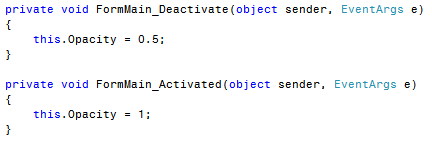 private void FormMain_Deactivate(object sender, EventArgs e)
{
    this.Opacity = 0.5;
}

private void FormMain_Activated(object sender, EventArgs e)
{
    this.Opacity = 1;
}